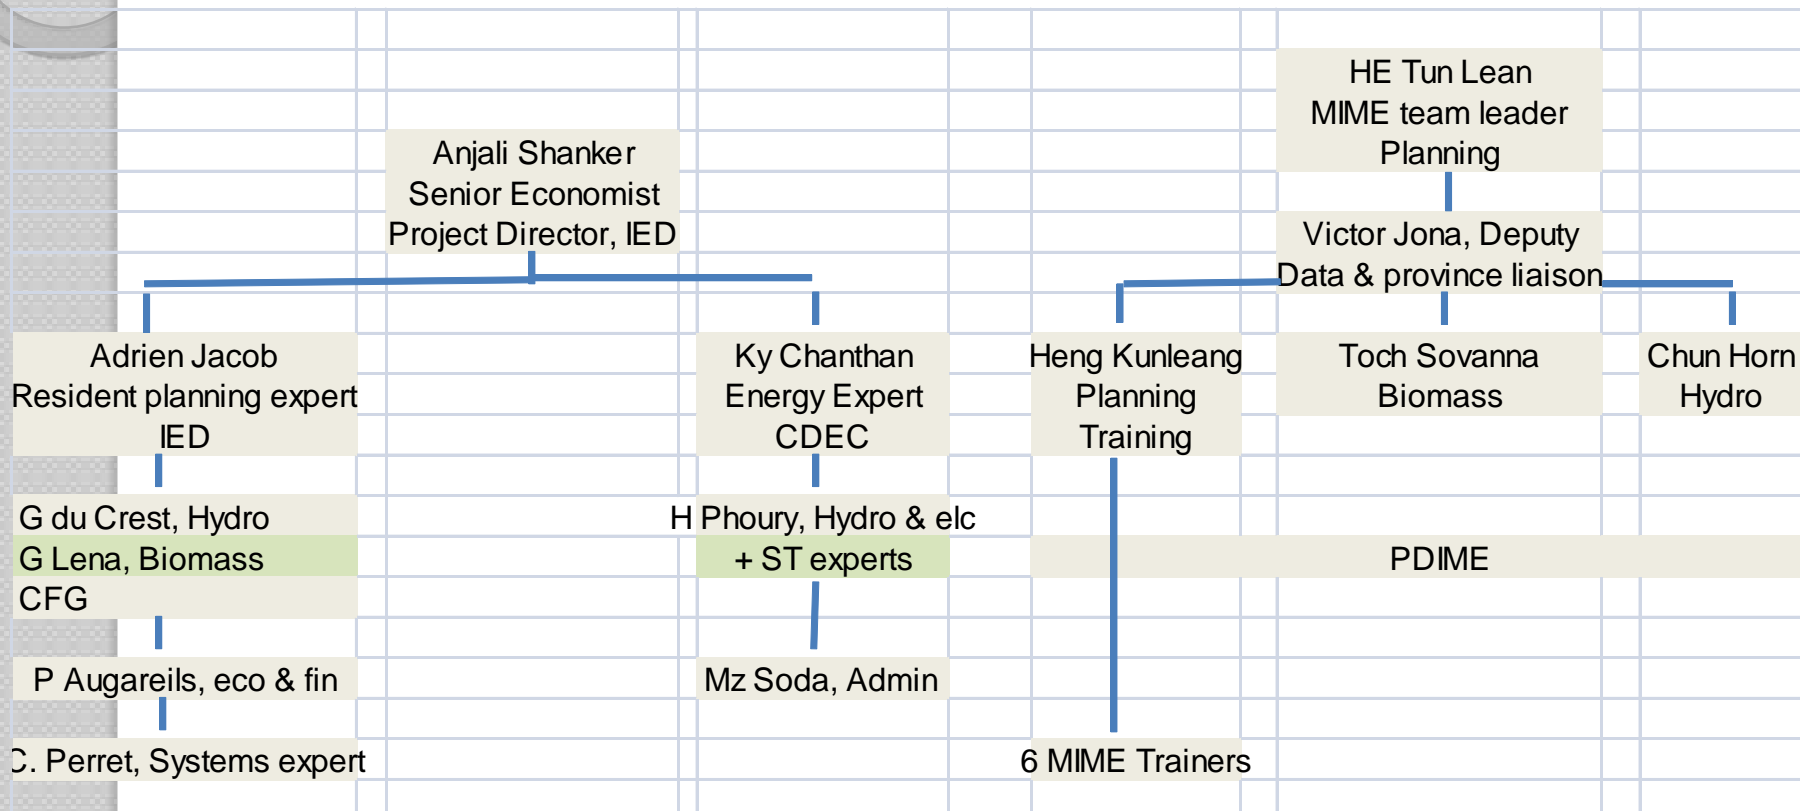 HE Tun Lean
MIME team leader
Planning
Anjali Shanker
Senior Economist
Project Director, IED
Victor Jona, Deputy
Data & province liaison
Adrien Jacob
Resident planning expert
IED
Ky Chanthan
Energy Expert
CDEC
Heng Kunleang
Planning
Training
Toch Sovanna
Biomass
Chun Horn
Hydro
G du Crest, Hydro
G Lena, Biomass
CFG
H Phoury, Hydro & elc
+ ST experts
PDIME
P Augareils, eco & fin
Mz Soda, Admin
C. Perret, Systems expert
6 MIME Trainers